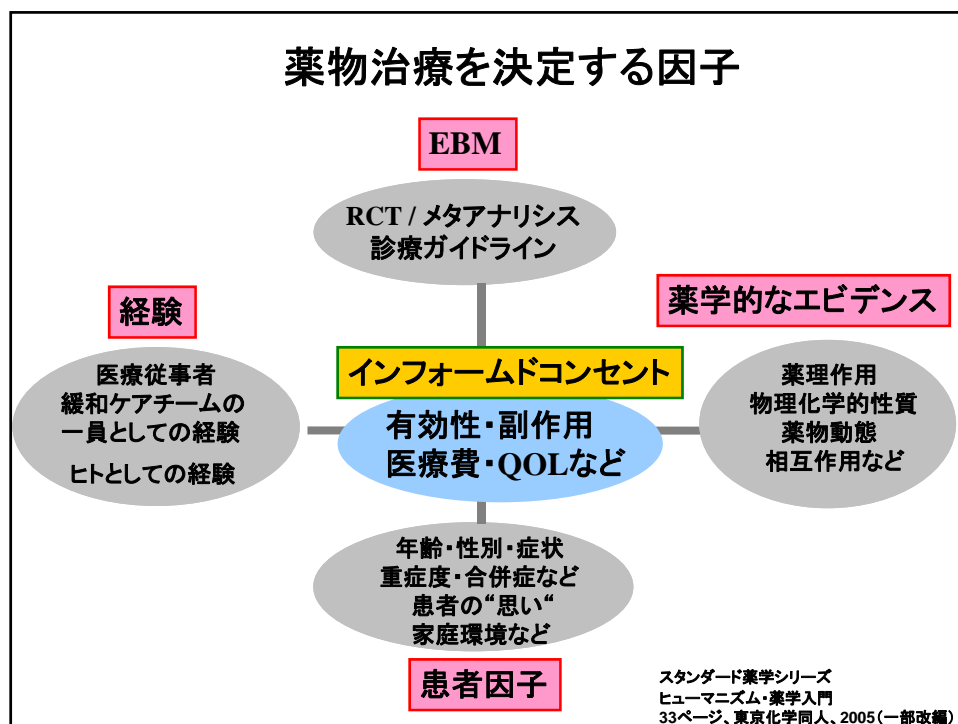 薬物治療を決定する因子
EBM
RCT / メタアナリシス
診療ガイドライン
経験
医療従事者
緩和ケアチームの
一員としての経験
ヒトとしての経験
薬学的なエビデンス
薬理作用
物理化学的性質
薬物動態
相互作用など
インフォームドコンセント
有効性・副作用
医療費・QOLなど
年齢・性別・症状
重症度・合併症など
患者の“思い“
家庭環境など
患者因子
スタンダード薬学シリーズ
ヒューマニズム・薬学入門
33ページ、東京化学同人、2005（一部改編）